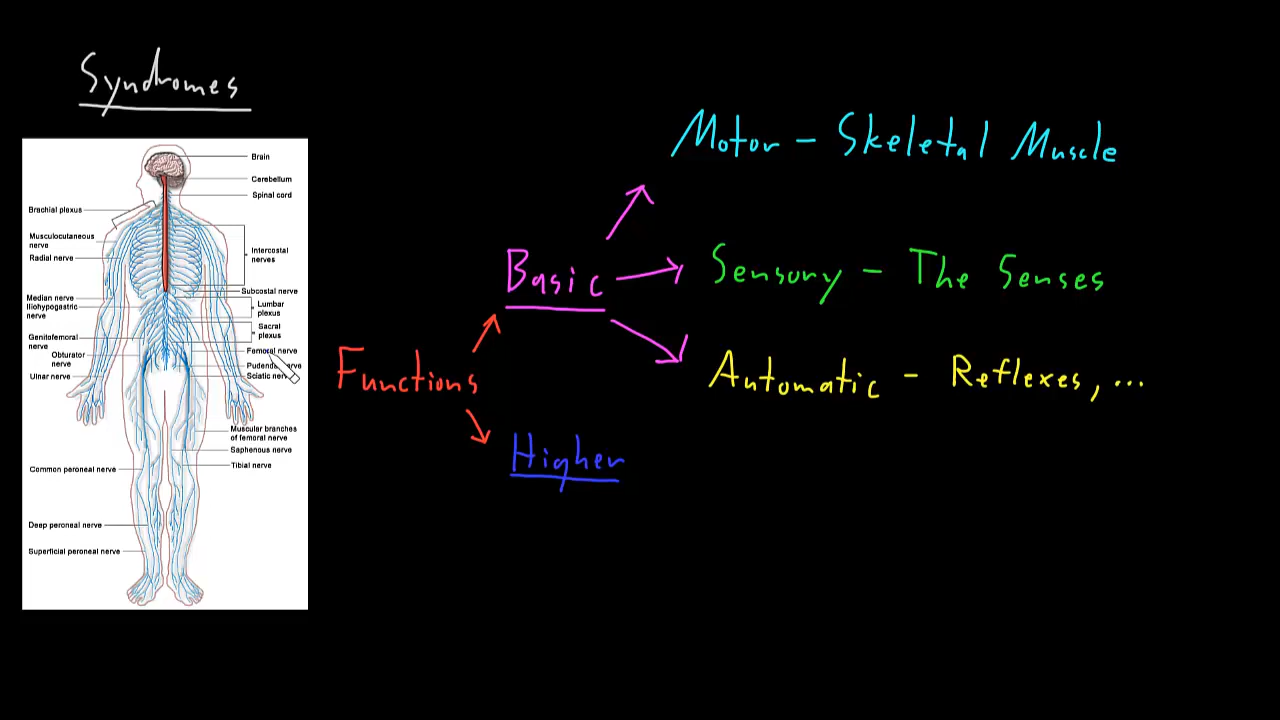 Syndromes
Brain
Cerebellum
Spinal cord
Brachial plexus
Musculocutaneous
nerve
Radial nerve
Intercostal
nerves
Subcostal nerve
Median nerve
Iliohypogastric
nerve
Lumbar
plexus
Sacral
plexus
Genitofemoral
nerve
Femoral nerve
Obturator
nerve
nerve
Ulnar nerve
Sciatic
Muscular branches
of femoral nerve
Saphenous nerve
Tibial nerve
Common peroneal nerve
Deep peroneal nerve
Superficial peroneal nerve
Motor - Skeletal Muscle
Basic
Sensory - The Senses
Functions
Automatic - Reflexes, ...
Higher